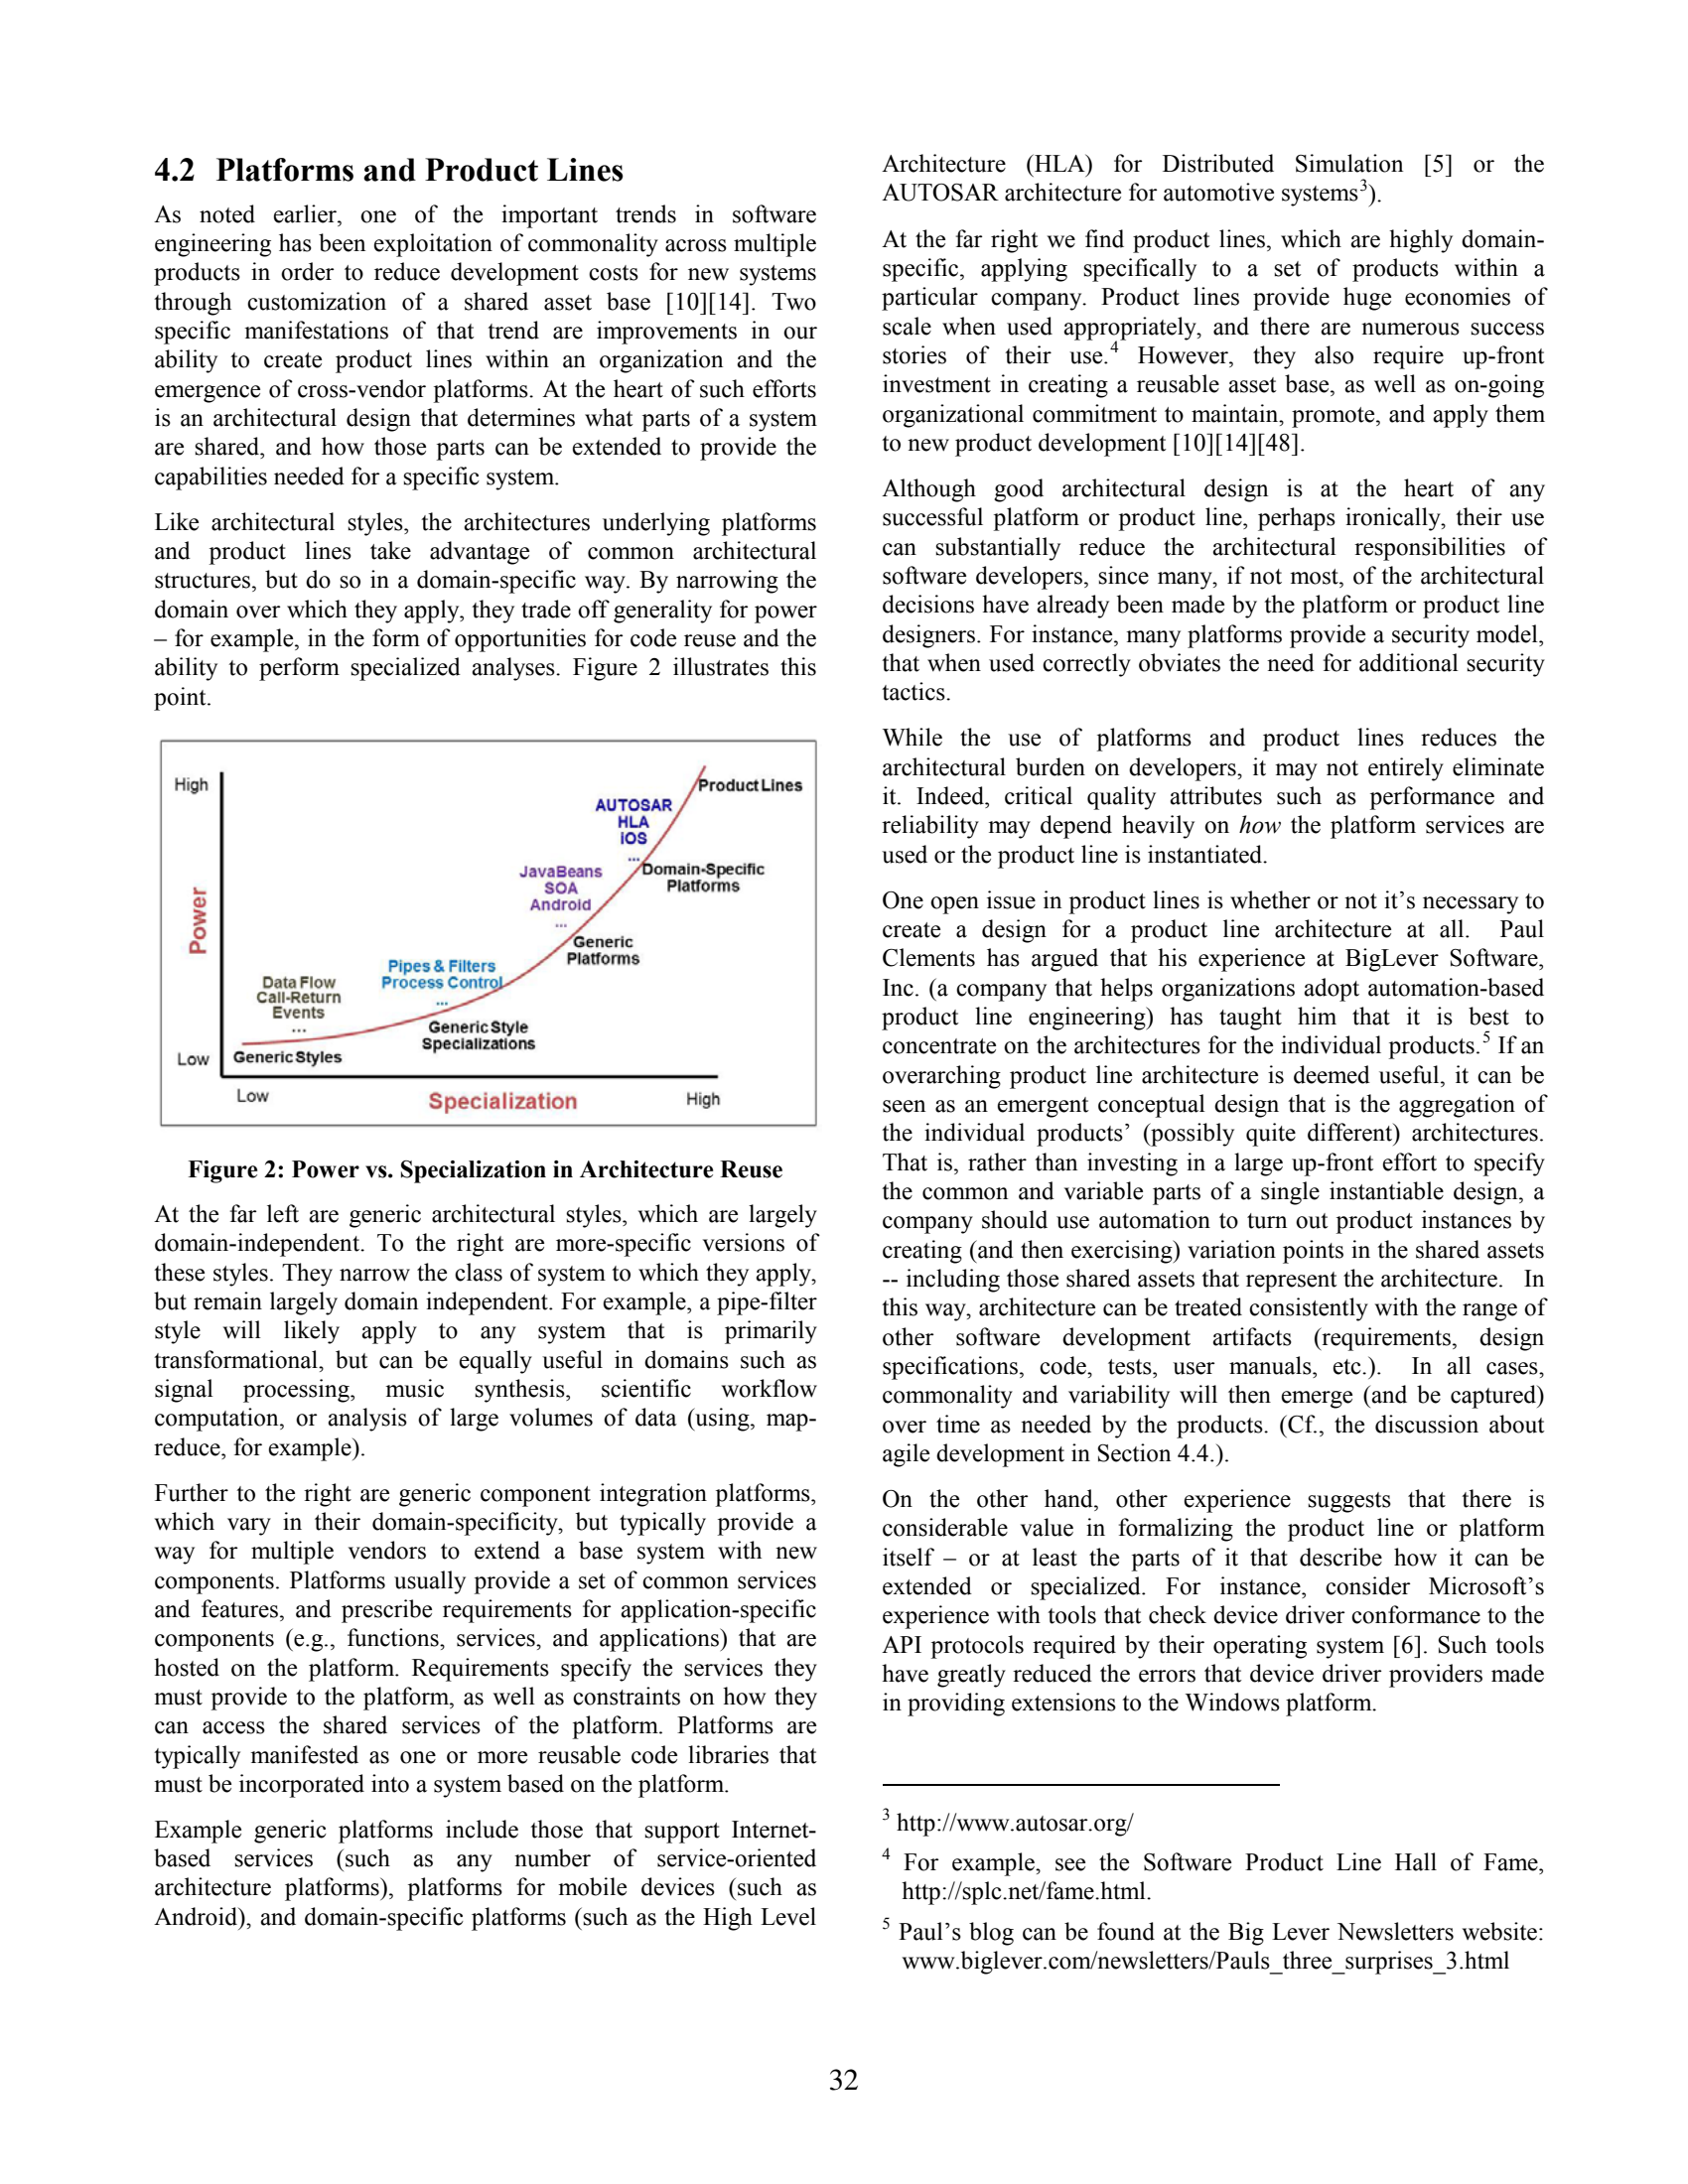 4.2 Platforms and Product Lines
As noted earlier, one of the important trends in software
engineering has been exploitation of commonality across multiple
products in order to reduce development costs for new systems
through customization of a shared asset base [10][14]. Two
specific manifestations of that trend are improvements in our
ability to create product lines within an organization and the
emergence of cross-vendor platforms. At the heart of such efforts
is an architectural design that determines what parts of a system
are shared, and how those parts can be extended to provide the
capabilities needed for a specific system.
Like architectural styles, the architectures underlying platforms
and product lines take advantage of common architectural
structures, but do so in a domain-specific way. By narrowing the
domain over which they apply, they trade off generality for power
– for example, in the form of opportunities for code reuse and the
ability to perform specialized analyses. Figure 2 illustrates this
point.
High
Product Lines
AUTOSAR
HLA
iOS
...
Domain-Specific
Platforms
JavaBeans
SOA
Android
...
Generic
Platforms
Power
Pipes & Filters
Process Control
...
Data Flow
Call-Return
Events
...
Generic Style
Specializations
Low
Generic Styles
Low
Specialization
High
Figure 2: Power vs. Specialization in Architecture Reuse
At the far left are generic architectural styles, which are largely
domain-independent. To the right are more-specific versions of
these styles. They narrow the class of system to which they apply,
but remain largely domain independent. For example, a pipe-filter
style will likely apply to any system that is primarily
transformational, but can be equally useful in domains such as
signal processing, music synthesis, scientific workflow
computation, or analysis of large volumes of data (using, map-
reduce, for example).
Further to the right are generic component integration platforms,
which vary in their domain-specificity, but typically provide a
way for multiple vendors to extend a base system with new
components. Platforms usually provide a set of common services
and features, and prescribe requirements for application-specific
components (e.g., functions, services, and applications) that are
hosted on the platform. Requirements specify the services they
must provide to the platform, as well as constraints on how they
can access the shared services of the platform. Platforms are
typically manifested as one or more reusable code libraries that
must be incorporated into a system based on the platform.
Example generic platforms include those that support Internet-
based services (such as any number of service-oriented
architecture platforms), platforms for mobile devices (such as
Android), and domain-specific platforms (such as the High Level
Architecture (HLA) for Distributed Simulation [5] or the
AUTOSAR architecture for automotive systems3).
At the far right we find product lines, which are highly domain-
specific, applying specifically to a set of products within a
particular company. Product lines provide huge economies of
scale when used appropriately, and there are numerous success
stories of their use.4 However, they also require up-front
investment in creating a reusable asset base, as well as on-going
organizational commitment to maintain, promote, and apply them
to new product development [10][14][48].
Although good architectural design is at the heart of any
successful platform or product line, perhaps ironically, their use
can substantially reduce the architectural responsibilities of
software developers, since many, if not most, of the architectural
decisions have already been made by the platform or product line
designers. For instance, many platforms provide a security model,
that when used correctly obviates the need for additional security
tactics.
While the use of platforms and product lines reduces the
architectural burden on developers, it may not entirely eliminate
it. Indeed, critical quality attributes such as performance and
reliability may depend heavily on how the platform services are
used or the product line is instantiated.
One open issue in product lines is whether or not it’s necessary to
create a design for a product line architecture at all. Paul
Clements has argued that his experience at BigLever Software,
Inc. (a company that helps organizations adopt automation-based
product line engineering) has taught him that it is best to
concentrate on the architectures for the individual products.5 If an
overarching product line architecture is deemed useful, it can be
seen as an emergent conceptual design that is the aggregation of
the individual products’ (possibly quite different) architectures.
That is, rather than investing in a large up-front effort to specify
the common and variable parts of a single instantiable design, a
company should use automation to turn out product instances by
creating (and then exercising) variation points in the shared assets
-- including those shared assets that represent the architecture. In
this way, architecture can be treated consistently with the range of
other software development artifacts (requirements, design
specifications, code, tests, user manuals, etc.). In all cases,
commonality and variability will then emerge (and be captured)
over time as needed by the products. (Cf., the discussion about
agile development in Section 4.4.).
On the other hand, other experience suggests that there is
considerable value in formalizing the product line or platform
itself – or at least the parts of it that describe how it can be
extended or specialized. For instance, consider Microsoft’s
experience with tools that check device driver conformance to the
API protocols required by their operating system [6]. Such tools
have greatly reduced the errors that device driver providers made
in providing extensions to the Windows platform.
3 http://www.autosar.org/
4 For example, see the Software Product Line Hall of Fame,
http://splc.net/fame.html.
5 Paul’s blog can be found at the Big Lever Newsletters website:
www.biglever.com/newsletters/Pauls_three_surprises_3.html
32